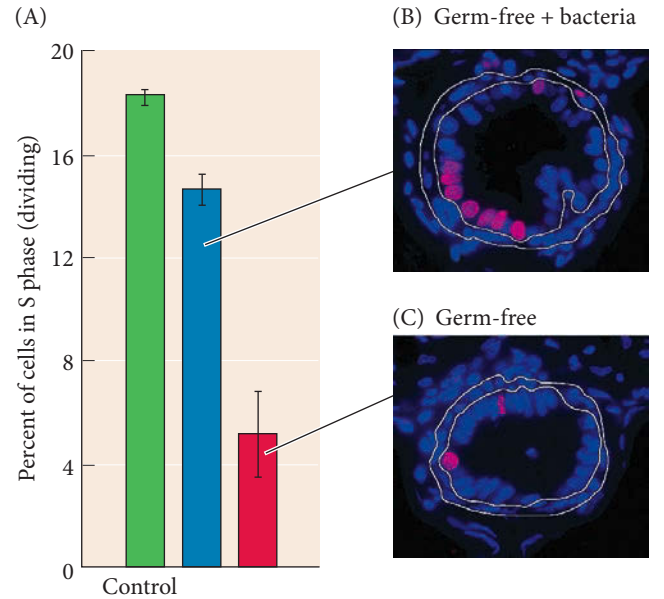 (A)
Percent of cells in S phase (dividing)
20
16
12
8
4
0
Control
(B) Germ-free + bacteria
(C) Germ-free